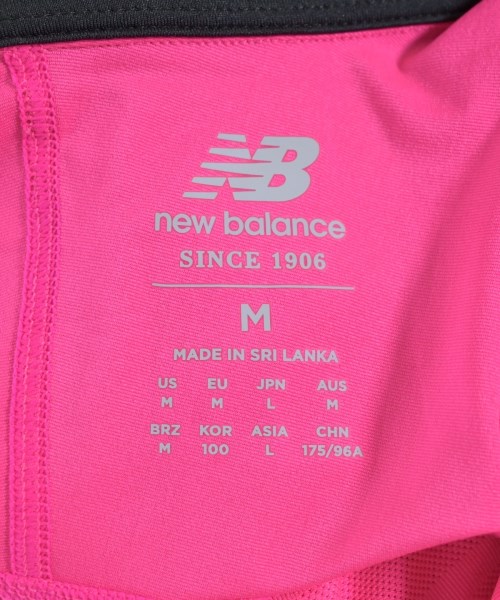 NB
new balance
SINCE 1906
M
MADE IN SRI LANKA
US EU JPN AUS
M M L M
BRZ KOR ASIA CHN
M 100 L 175/96A